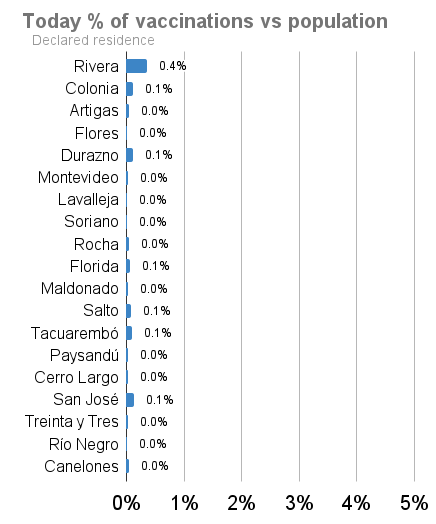 Today % of vaccinations vs population
Declared residence
Rivera 0.4%
Colonia 0.1%
Artigas 0.0%
Flores 0.0%
Durazno 0.1%
Montevideo 0.0%
Lavalleja 0.0%
Soriano 0.0%
Rocha 0.0%
Florida 0.1%
Maldonado 0.0%
Salto 0.1%
Tacuarembó 0.1%
Paysandú 0.0%
Cerro Largo 0.0%
San José 0.1%
Treinta y Tres 0.0%
Río Negro 0.0%
Canelones 0.0%
0% 1% 2% 3% 4% 5%